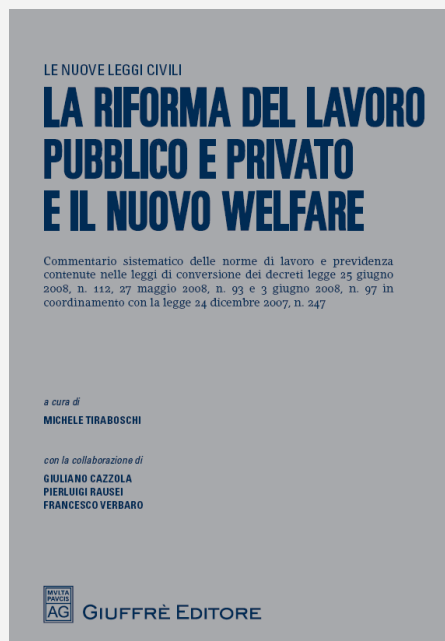 LE NUOVE LEGGI CIVILI
LA RIFORMA DEL LAVORO
PUBBLICO E PRIVATO
E IL NUOVO WELFARE
Commentario sistematico delle norme di lavoro e previdenza
contenute nelle leggi di conversione dei decreti legge 25 giugno
2008, n. 112, 27 maggio 2008, n. 93 e 3 giugno 2008, n. 97 in
coordinamento con la legge 24 dicembre 2007, n. 247
a cura di
MICHELE TIRABOSCHI
con la collaborazione di
GIULIANO CAZZOLA
PIERLUIGI RAUSEI
FRANCESCO VERBARO
MVLTA
PAVCIS
AG
GIUFFRÈ EDITORE